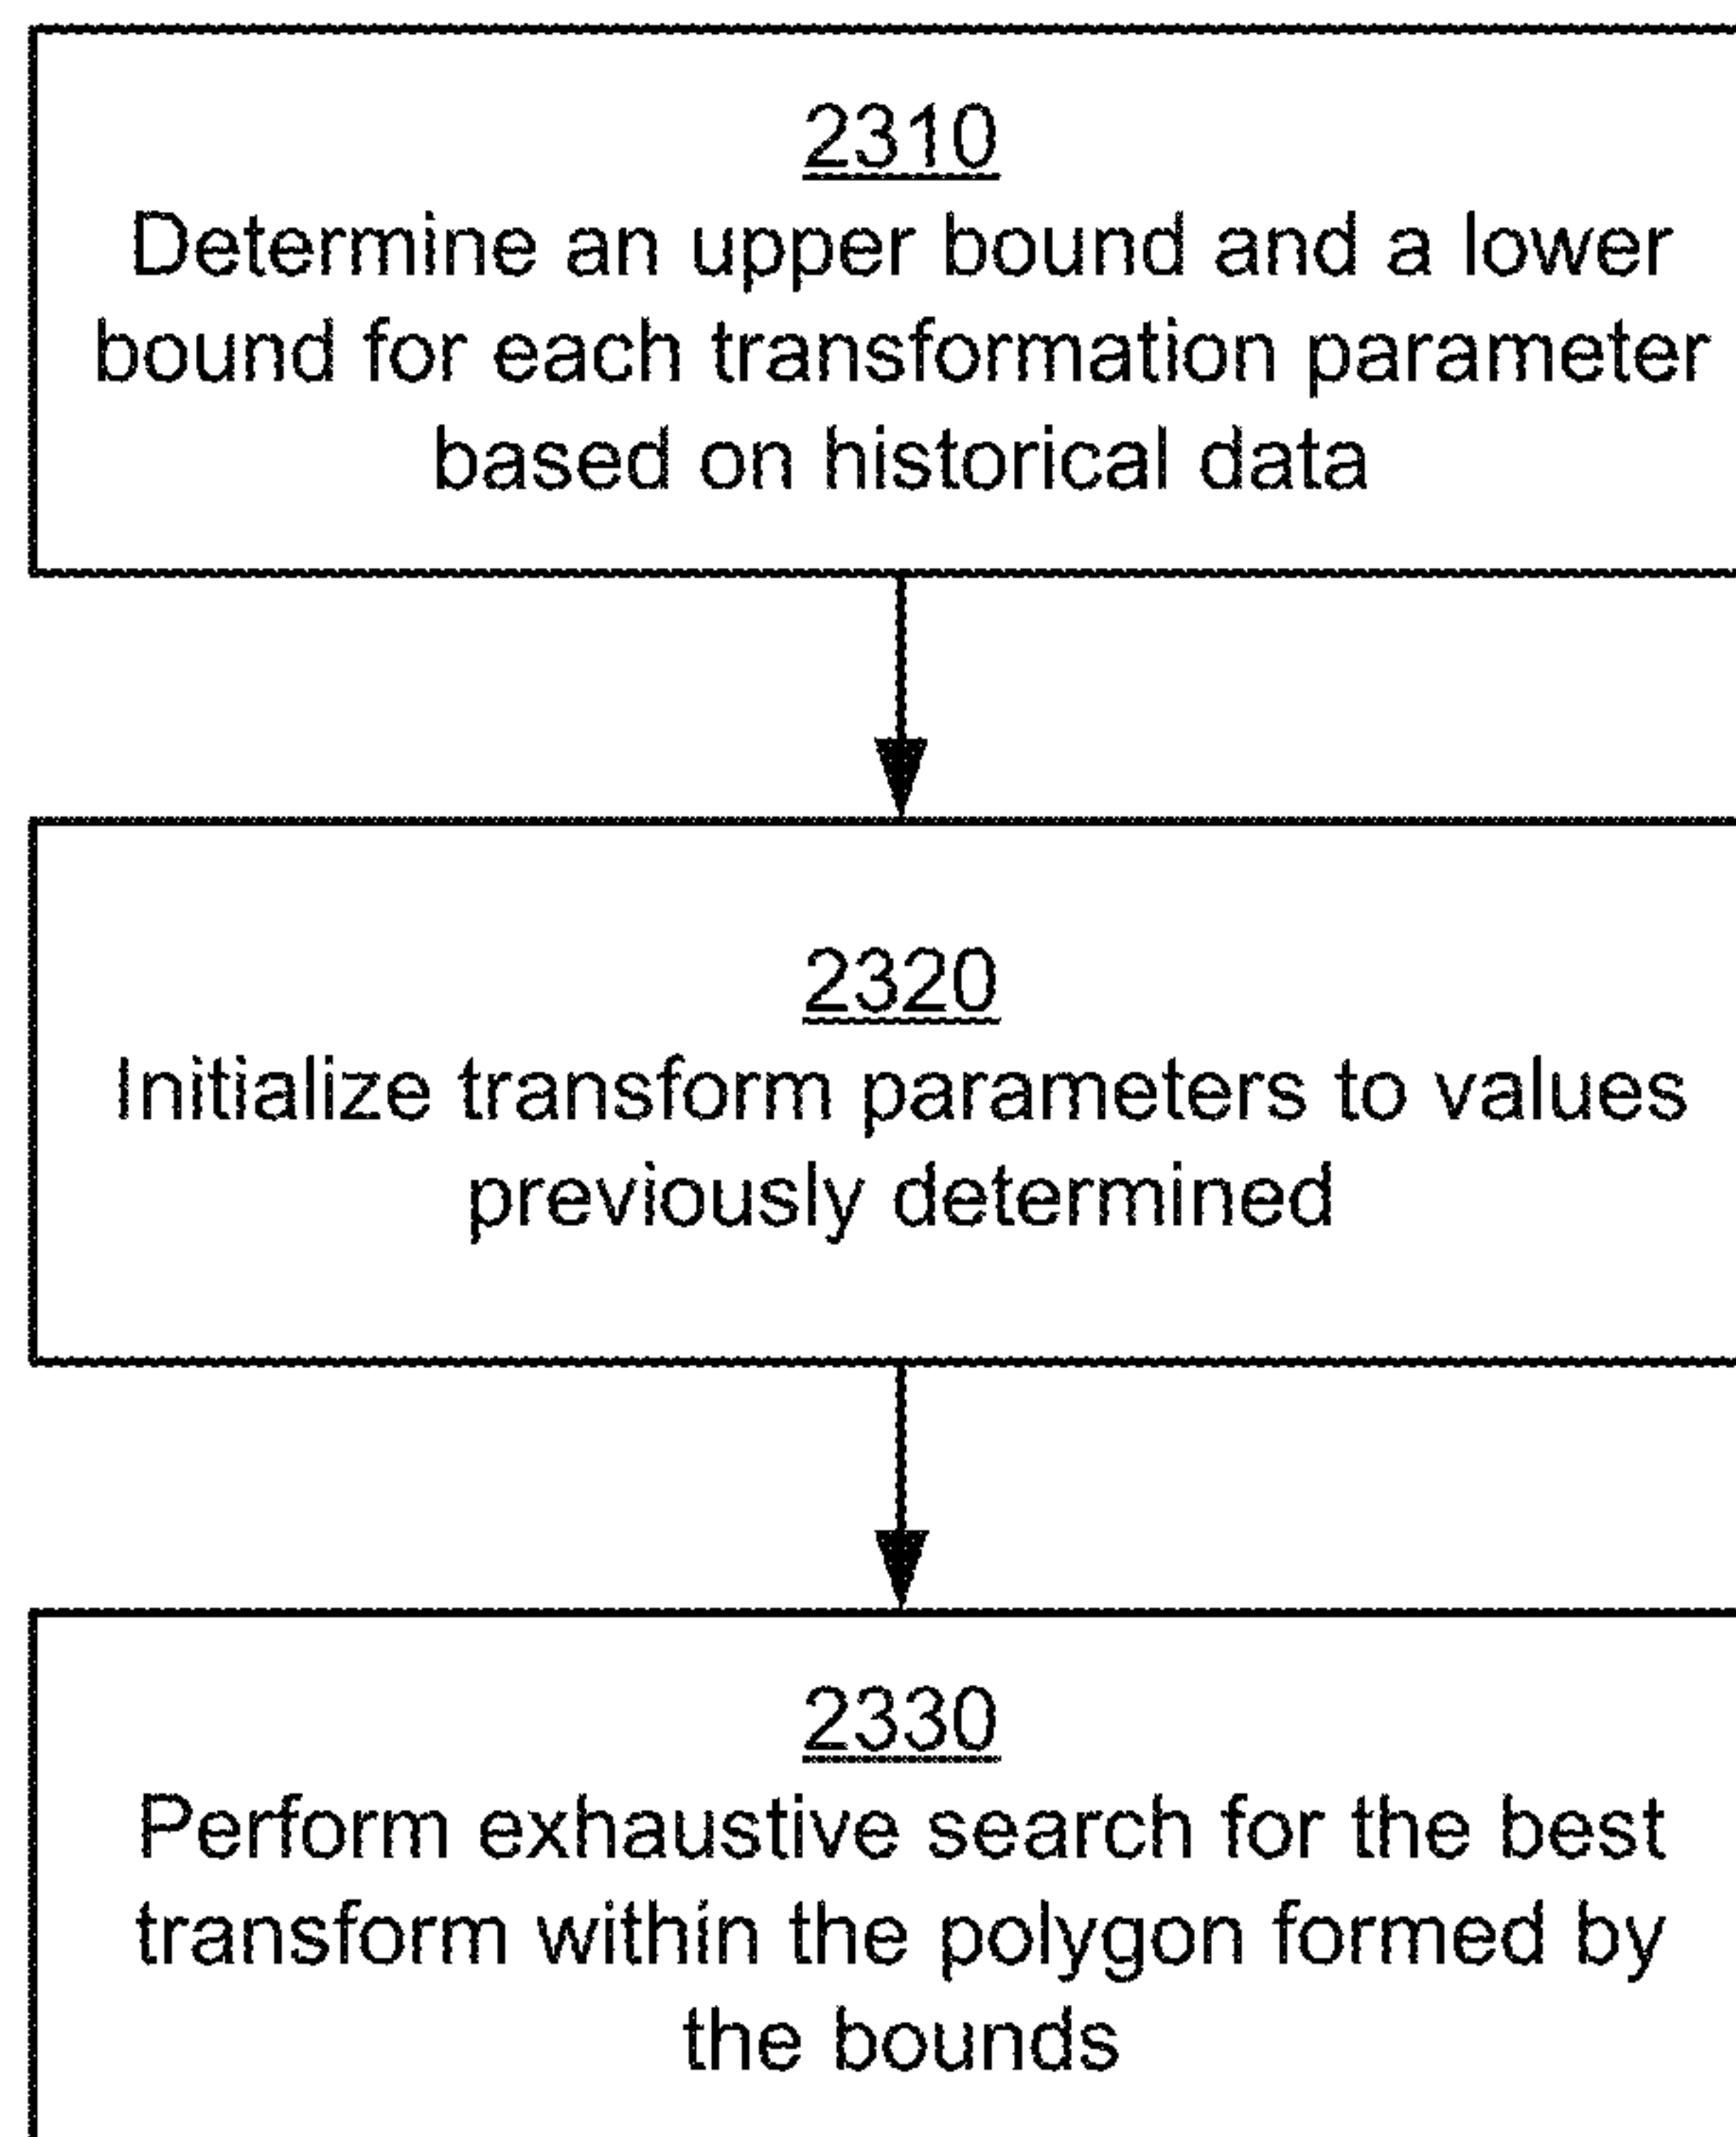 2310
Determine an upper bound and a lower
bound for each transformation parameter
based on historical data
2320
Initialize transform parameters to values
previously determined
2330
Perform exhaustive search for the best
transform within the polygon formed by
the bounds